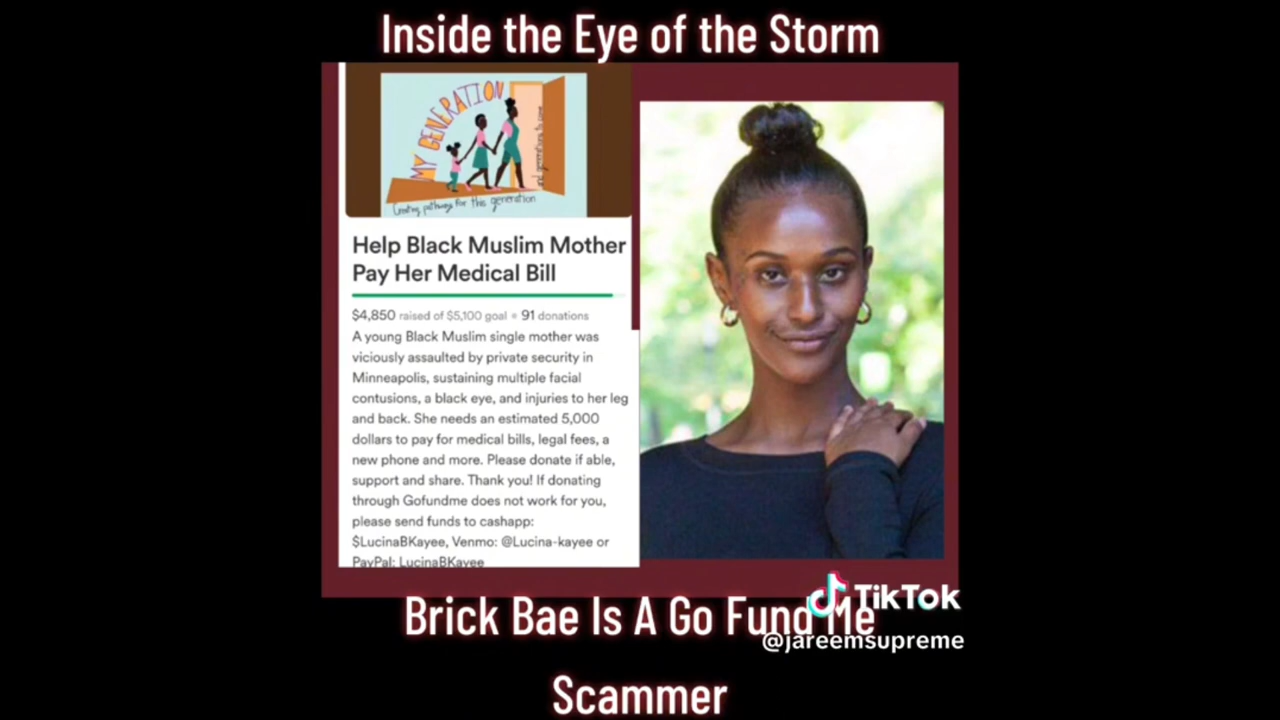 Inside the Eye of the Storm
MY GENERATION
and generations to come
Creating pathways for this generation
Help Black Muslim Mother
Pay Her Medical Bill
$4,850 raised of $5,100 goal • 91 donations
A young Black Muslim single mother was
viciously assaulted by private security in
Minneapolis, sustaining multiple facial
contusions, a black eye, and injuries to her leg
and back. She needs an estimated 5,000
dollars to pay for medical bills, legal fees, a
new phone and more. Please donate if able,
support and share. Thank you! If donating
through Gofundme does not work for you,
please send funds to cashapp:
$LucinaBKayee, Venmo: @Lucina-kayee or
PayPal: LucinaBKayee
Brick Bae Is A Go Fund Me
Scammer
TikTok
@jareemsupreme